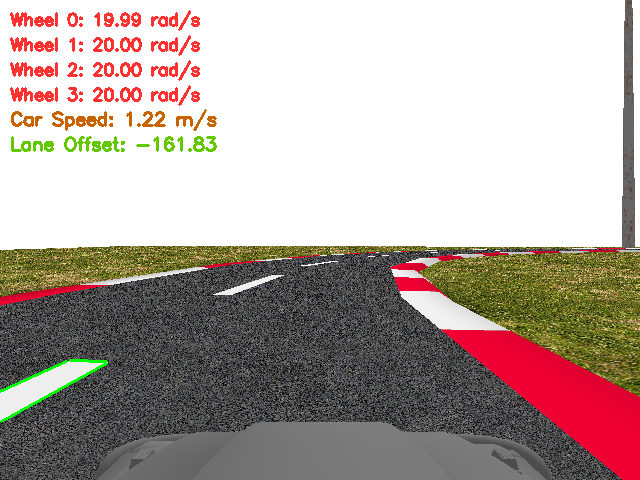 Wheel 0: 19.99 rad/s
Wheel 1: 20.00 rad/s
Wheel 2: 20.00 rad/s
Wheel 3: 20.00 rad/s
Car Speed: 1.22 m/s
Lane Offset: -161.83